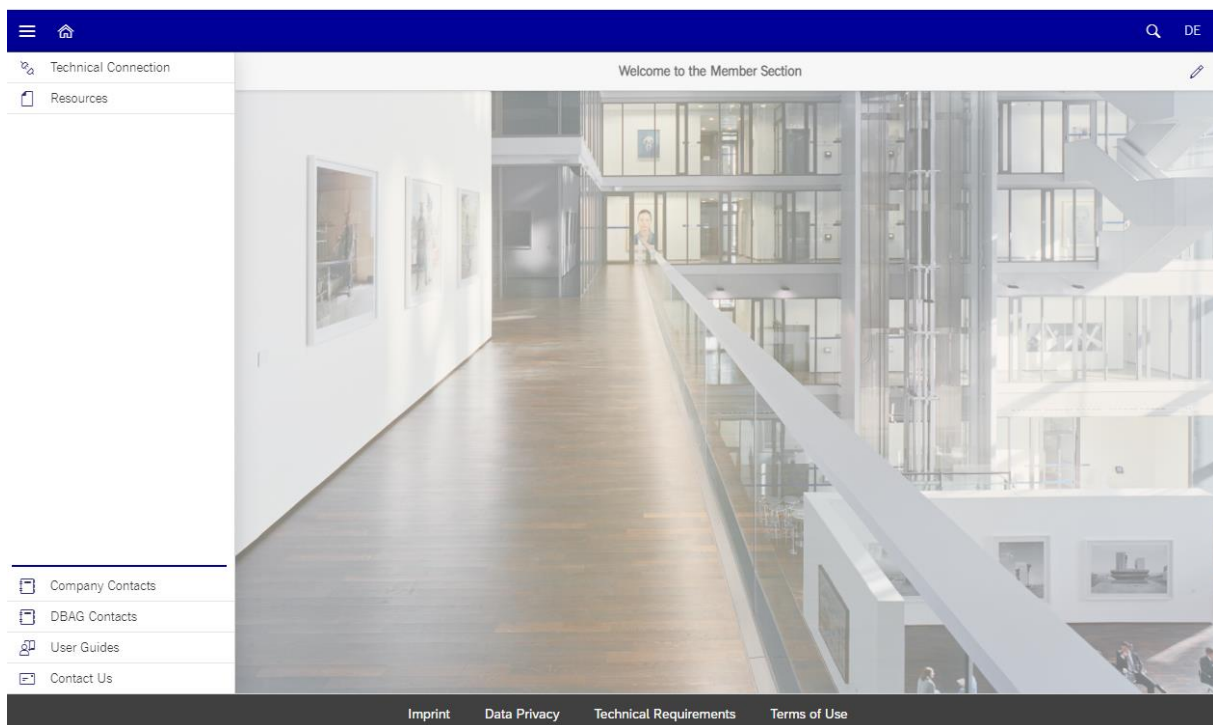 DE
Technical Connection
Welcome to the Member Section
Resources
Company Contacts
DBAG Contacts
User Guides
Contact Us
Imprint Data Privacy Technical Requirements Terms of Use